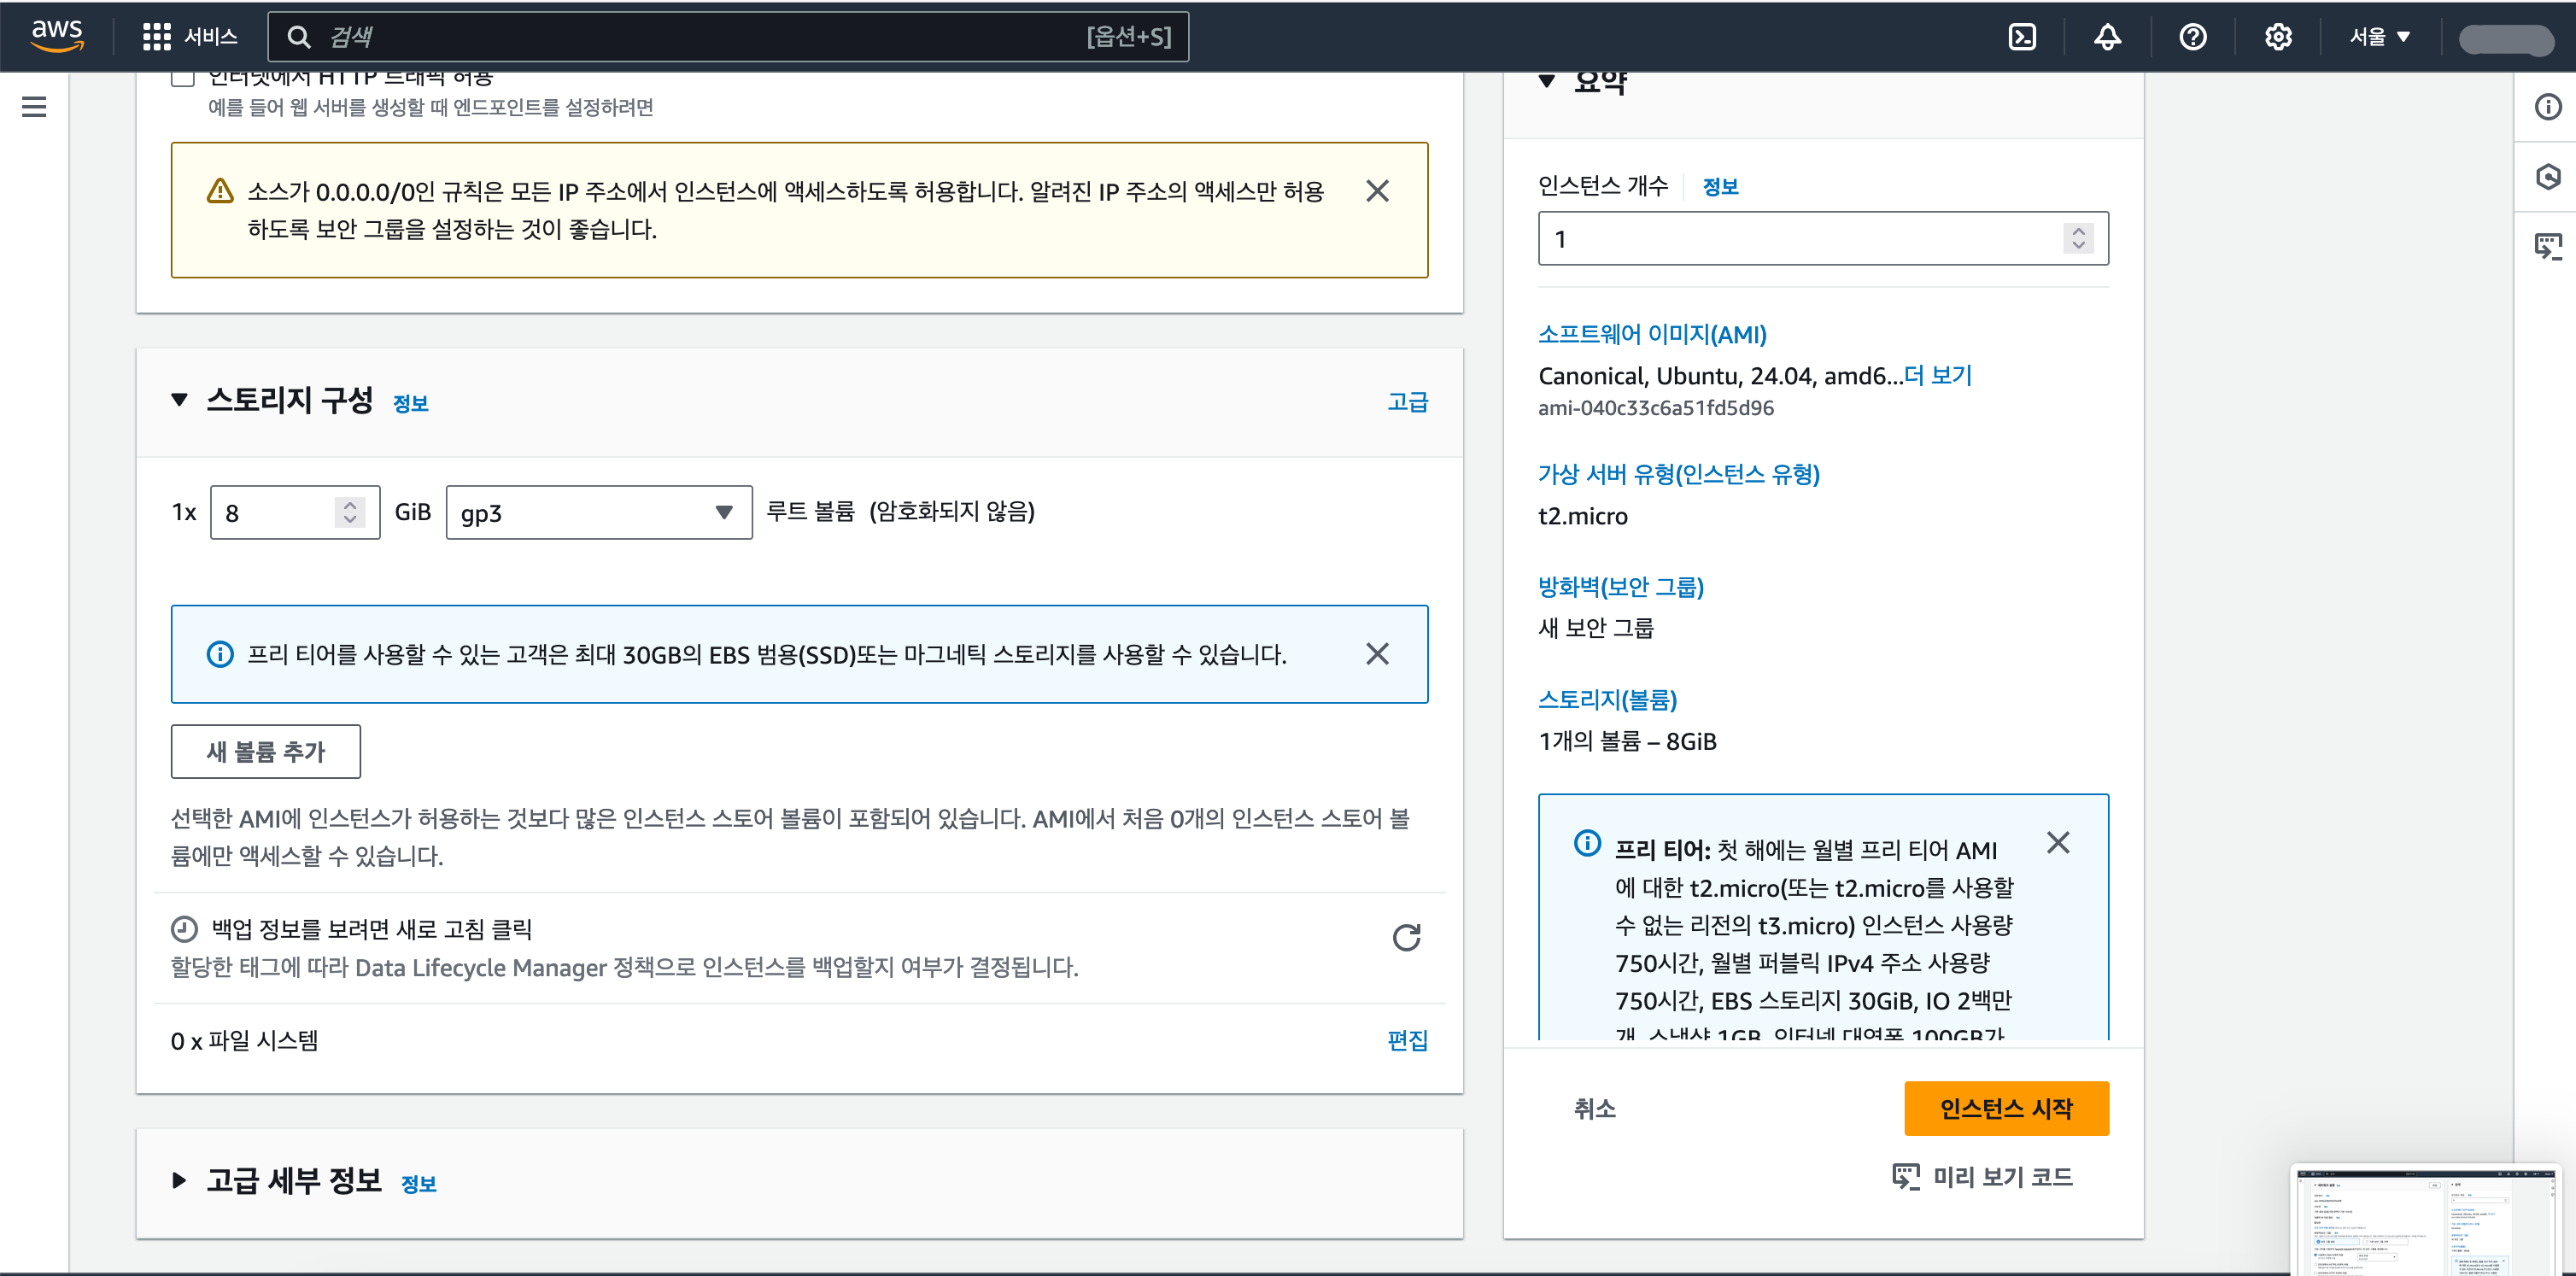 aws
서비스
검색
[옵션+S]
서울
인터넷에서 HTTP 트래픽 허용
예를 들어 웹 서버를 생성할 때 엔드포인트를 설정하려면
소스가 0.0.0.0/0인 규칙은 모든 IP 주소에서 인스턴스에 액세스하도록 허용합니다. 알려진 IP 주소의 액세스만 허용
하도록 보안 그룹을 설정하는 것이 좋습니다.
스토리지 구성 정보
고급
1x 8 GiB gp3 루트 볼륨 (암호화되지 않음)
프리 티어를 사용할 수 있는 고객은 최대 30GB의 EBS 범용(SSD)또는 마그네틱 스토리지를 사용할 수 있습니다.
새 볼륨 추가
선택한 AMI에 인스턴스가 허용하는 것보다 많은 인스턴스 스토어 볼륨이 포함되어 있습니다. AMI에서 처음 0개의 인스턴스 스토어 볼
륨에만 액세스할 수 있습니다.
백업 정보를 보려면 새로 고침 클릭
할당한 태그에 따라 Data Lifecycle Manager 정책으로 인스턴스를 백업할지 여부가 결정됩니다.
0 x 파일 시스템
편집
고급 세부 정보 정보
요약
인스턴스 개수 정보
1
소프트웨어 이미지(AMI)
Canonical, Ubuntu, 24.04, amd6...더 보기
ami-040c33c6a51fd5d96
가상 서버 유형(인스턴스 유형)
t2.micro
방화벽(보안 그룹)
새 보안 그룹
스토리지(볼륨)
1개의 볼륨 – 8GiB
프리 티어: 첫 해에는 월별 프리 티어 AMI
에 대한 t2.micro(또는 t2.micro를 사용할
수 없는 리전의 t3.micro) 인스턴스 사용량
750시간, 월별 퍼블릭 IPv4 주소 사용량
750시간, EBS 스토리지 30GiB, IO 2백만
개, 스냅샷 1GB, 인터넷 대역폭 100GB가
취소
인스턴스 시작
미리 보기 코드